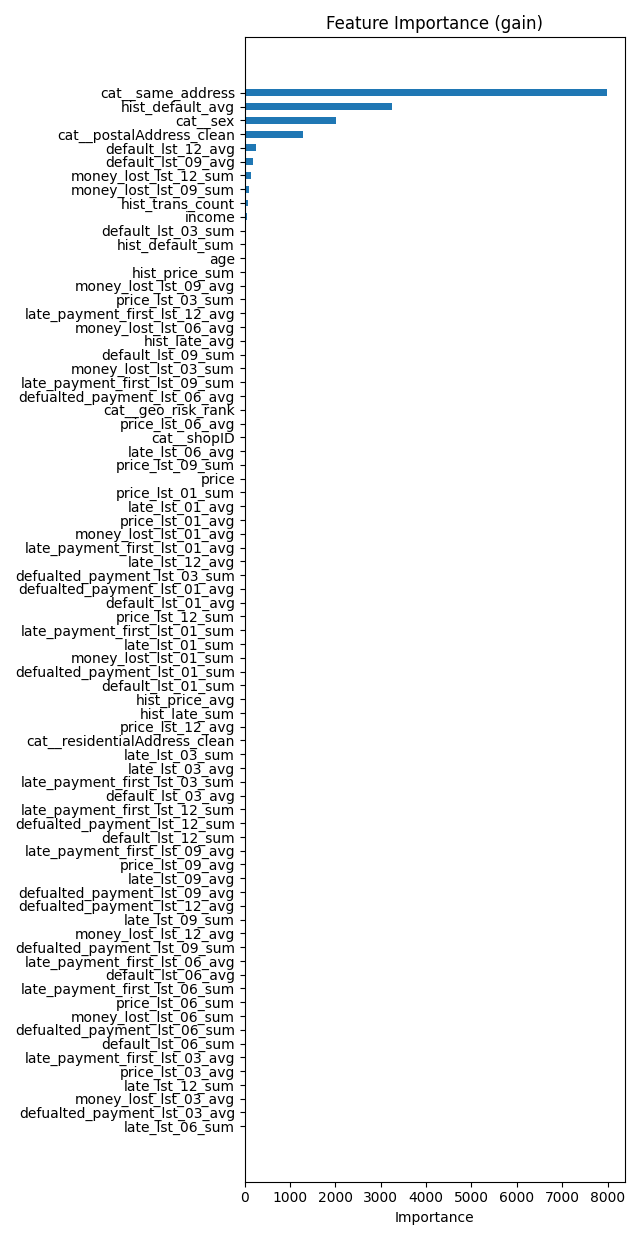 Feature Importance (gain)
cat__same_address
hist_default_avg
cat__sex
cat__postalAddress_clean
default_lst_12_avg
default_lst_09_avg
money_lost_lst_12_sum
money_lost_lst_09_sum
hist_trans_count
income
default_lst_03_sum
hist_default_sum
age
hist_price_sum
money_lost_lst_09_avg
price_lst_03_sum
late_payment_first_lst_12_avg
money_lost_lst_06_avg
hist_late_avg
default_lst_09_sum
money_lost_lst_03_sum
late_payment_first_lst_09_sum
defualted_payment_lst_06_avg
cat__geo_risk_rank
price_lst_06_avg
cat__shopID
late_lst_06_avg
price_lst_09_sum
price
price_lst_01_sum
late_lst_01_avg
price_lst_01_avg
money_lost_lst_01_avg
late_payment_first_lst_01_avg
late_lst_12_avg
defualted_payment_lst_03_sum
defualted_payment_lst_01_avg
default_lst_01_avg
price_lst_12_sum
late_payment_first_lst_01_sum
late_lst_01_sum
money_lost_lst_01_sum
defualted_payment_lst_01_sum
default_lst_01_sum
hist_price_avg
hist_late_sum
price_lst_12_avg
cat__residentialAddress_clean
late_lst_03_sum
late_lst_03_avg
late_payment_first_lst_03_sum
default_lst_03_avg
late_payment_first_lst_12_sum
defualted_payment_lst_12_sum
default_lst_12_sum
late_payment_first_lst_09_avg
price_lst_09_avg
late_lst_09_avg
defualted_payment_lst_09_avg
defualted_payment_lst_12_avg
late_lst_09_sum
money_lost_lst_12_avg
defualted_payment_lst_09_sum
late_payment_first_lst_06_avg
default_lst_06_avg
late_payment_first_lst_06_sum
price_lst_06_sum
money_lost_lst_06_sum
defualted_payment_lst_06_sum
default_lst_06_sum
late_payment_first_lst_03_avg
price_lst_03_avg
late_lst_12_sum
money_lost_lst_03_avg
defualted_payment_lst_03_avg
late_lst_06_sum
0 1000 2000 3000 4000 5000 6000 7000 8000
Importance